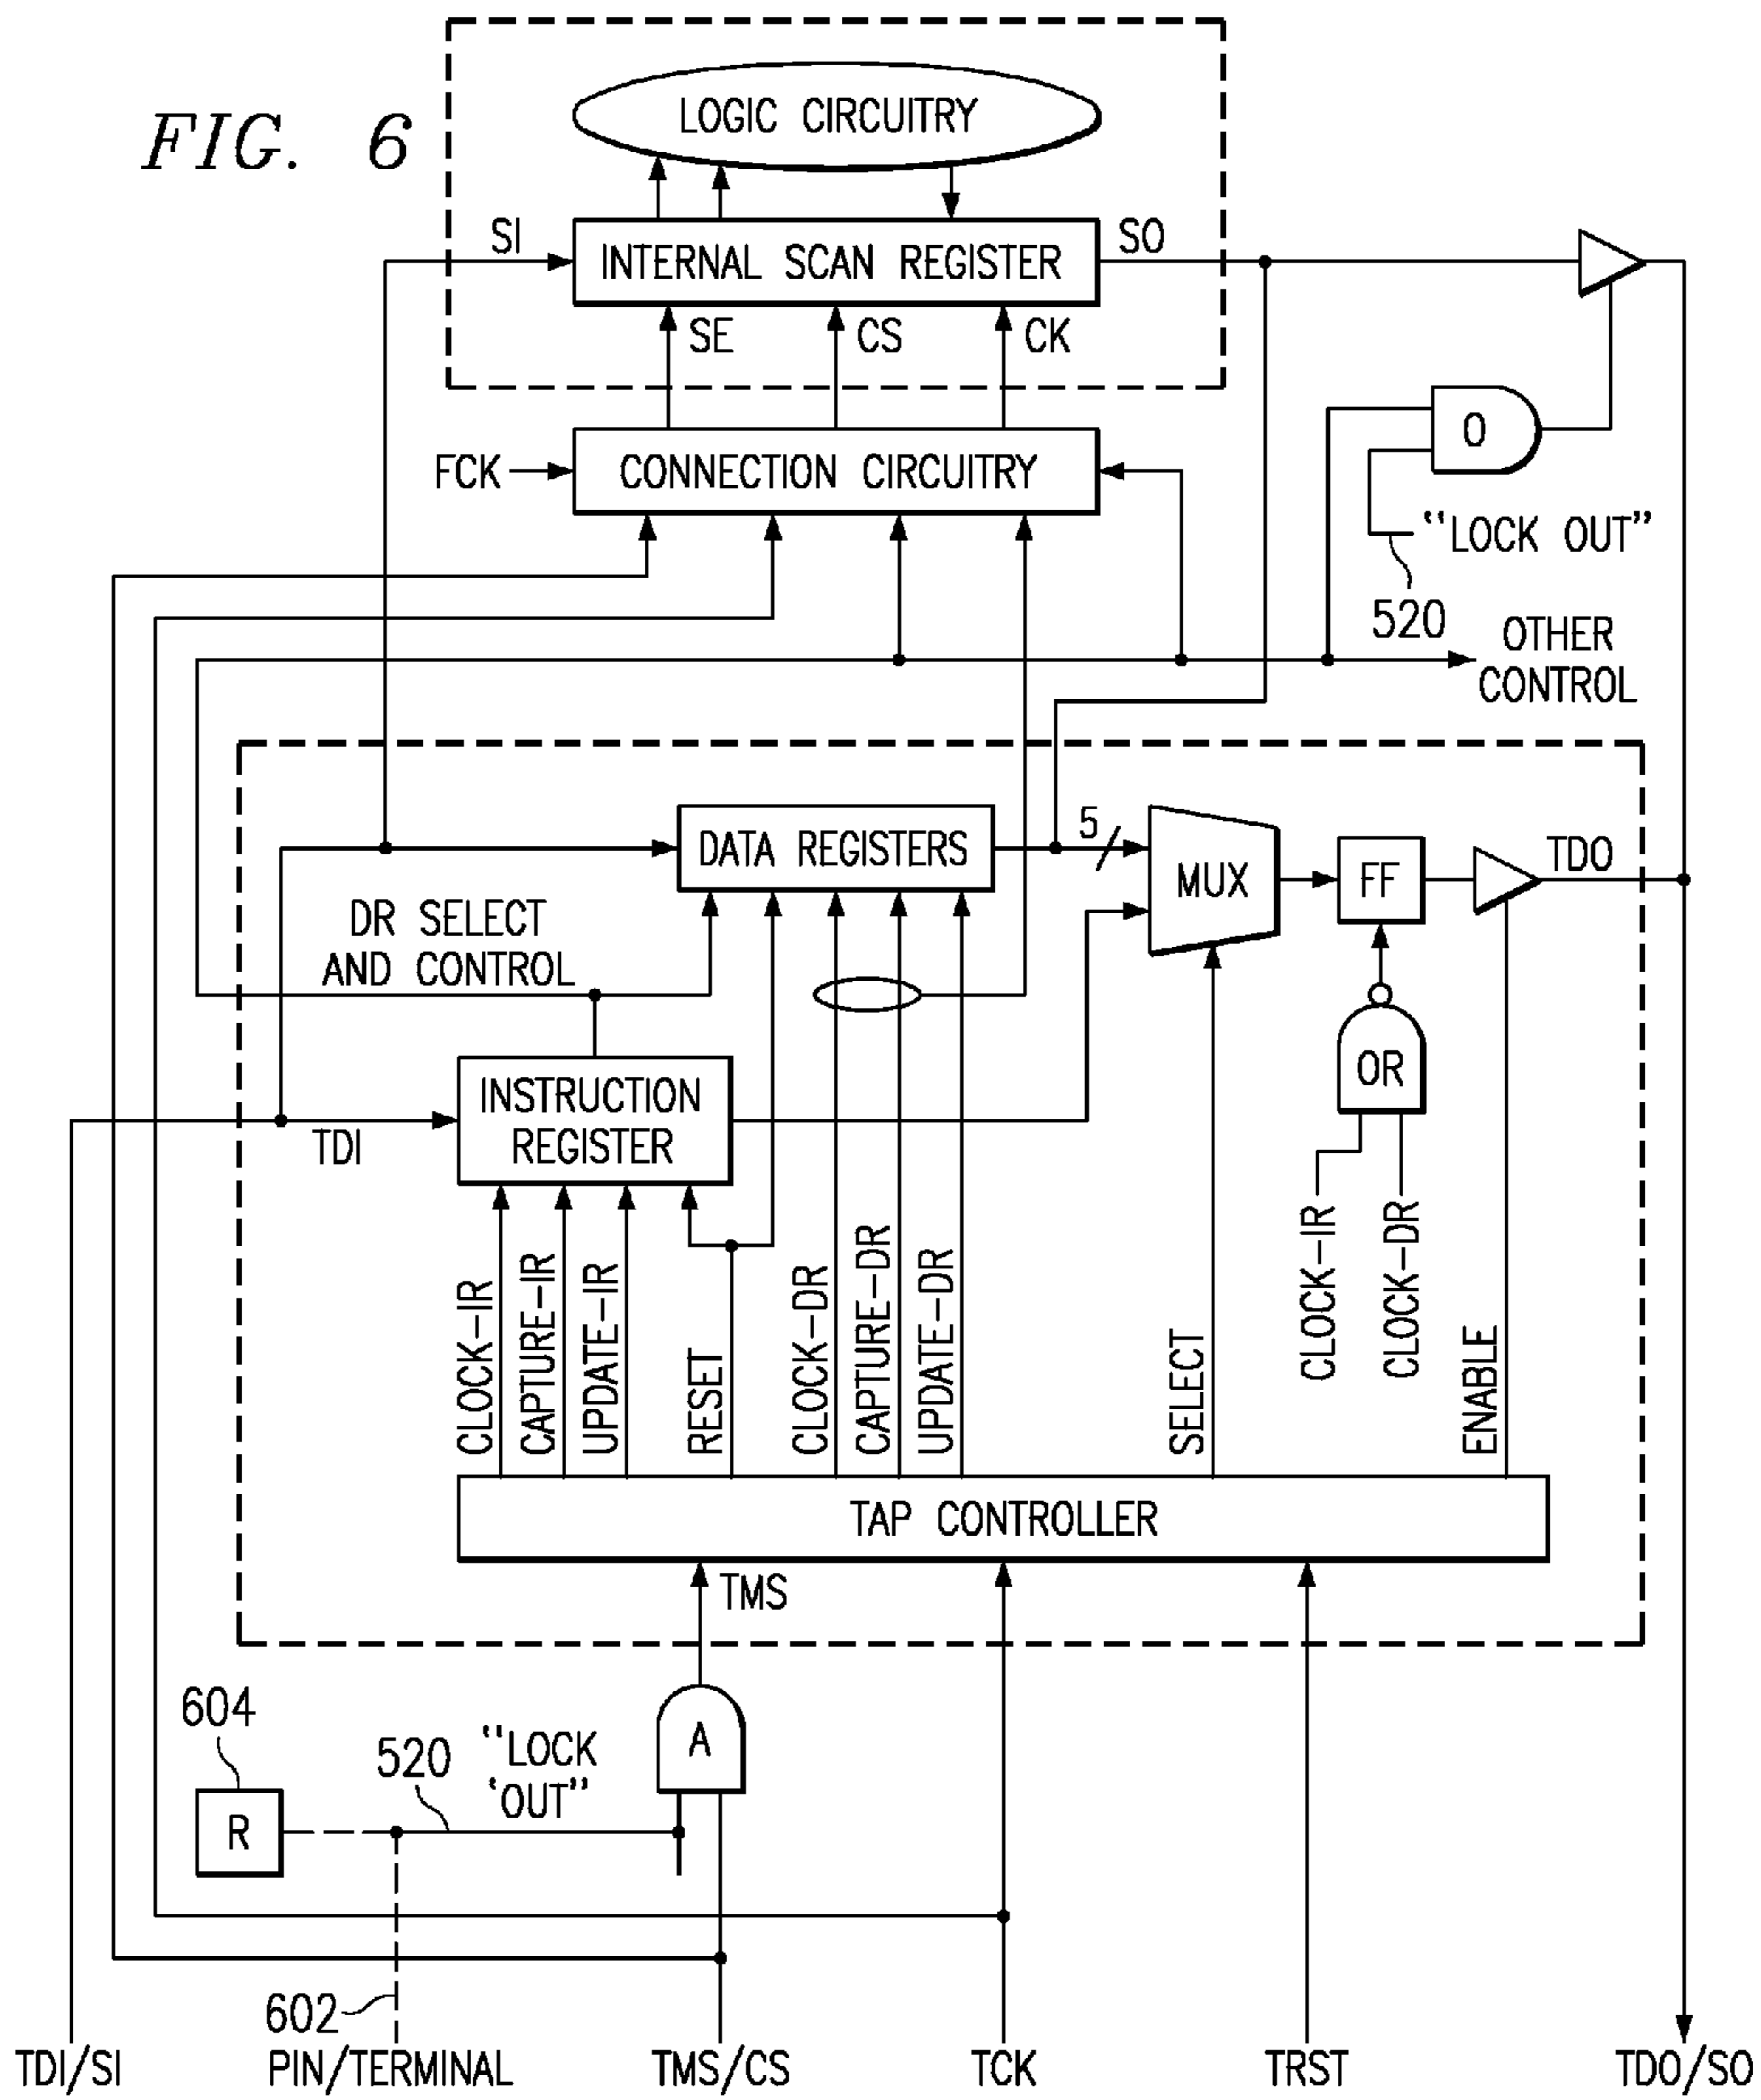 FIG. 6
LOGIC CIRCUITRY
SI
INTERNAL SCAN REGISTER
SO
SE
CS
CK
O
FCK
CONNECTION CIRCUITRY
"LOCK OUT"
520
OTHER
CONTROL
DATA REGISTERS
5
MUX
FF
TDO
DR SELECT
AND CONTROL
OR
INSTRUCTION
REGISTER
TDI
CLOCK-IR
CAPTURE-IR
UPDATE-IR
RESET
CLOCK-DR
CAPTURE-DR
UPDATE-DR
SELECT
CLOCK-IR
CLOCK-DR
ENABLE
TAP CONTROLLER
TMS
604
520
"LOCK
'OUT"
A
R
602
TDI/SI
PIN/TERMINAL
TMS/CS
TCK
TRST
TDO/SO